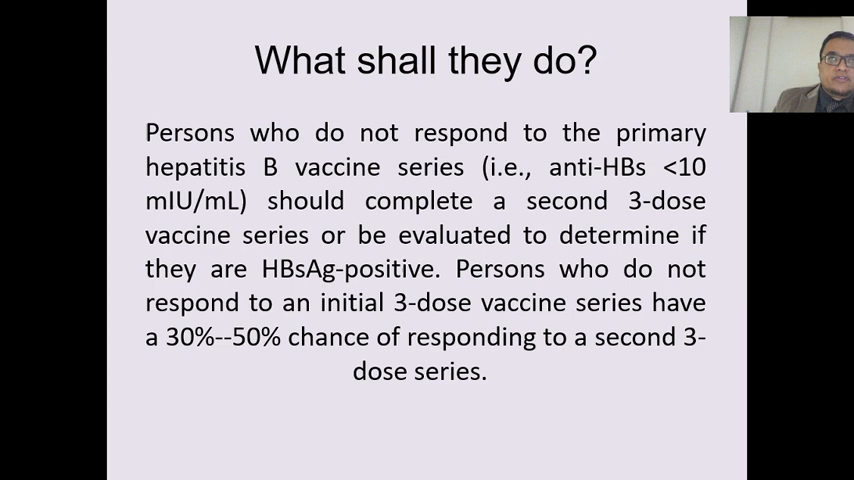 What shall they do?
Persons who do not respond to the primary
hepatitis B vaccine series (i.e., anti-HBs <10
mIU/mL) should complete a second 3-dose
vaccine series or be evaluated to determine if
they are HBsAg-positive. Persons who do not
respond to an initial 3-dose vaccine series have
a 30%--50% chance of responding to a second 3-
dose series.